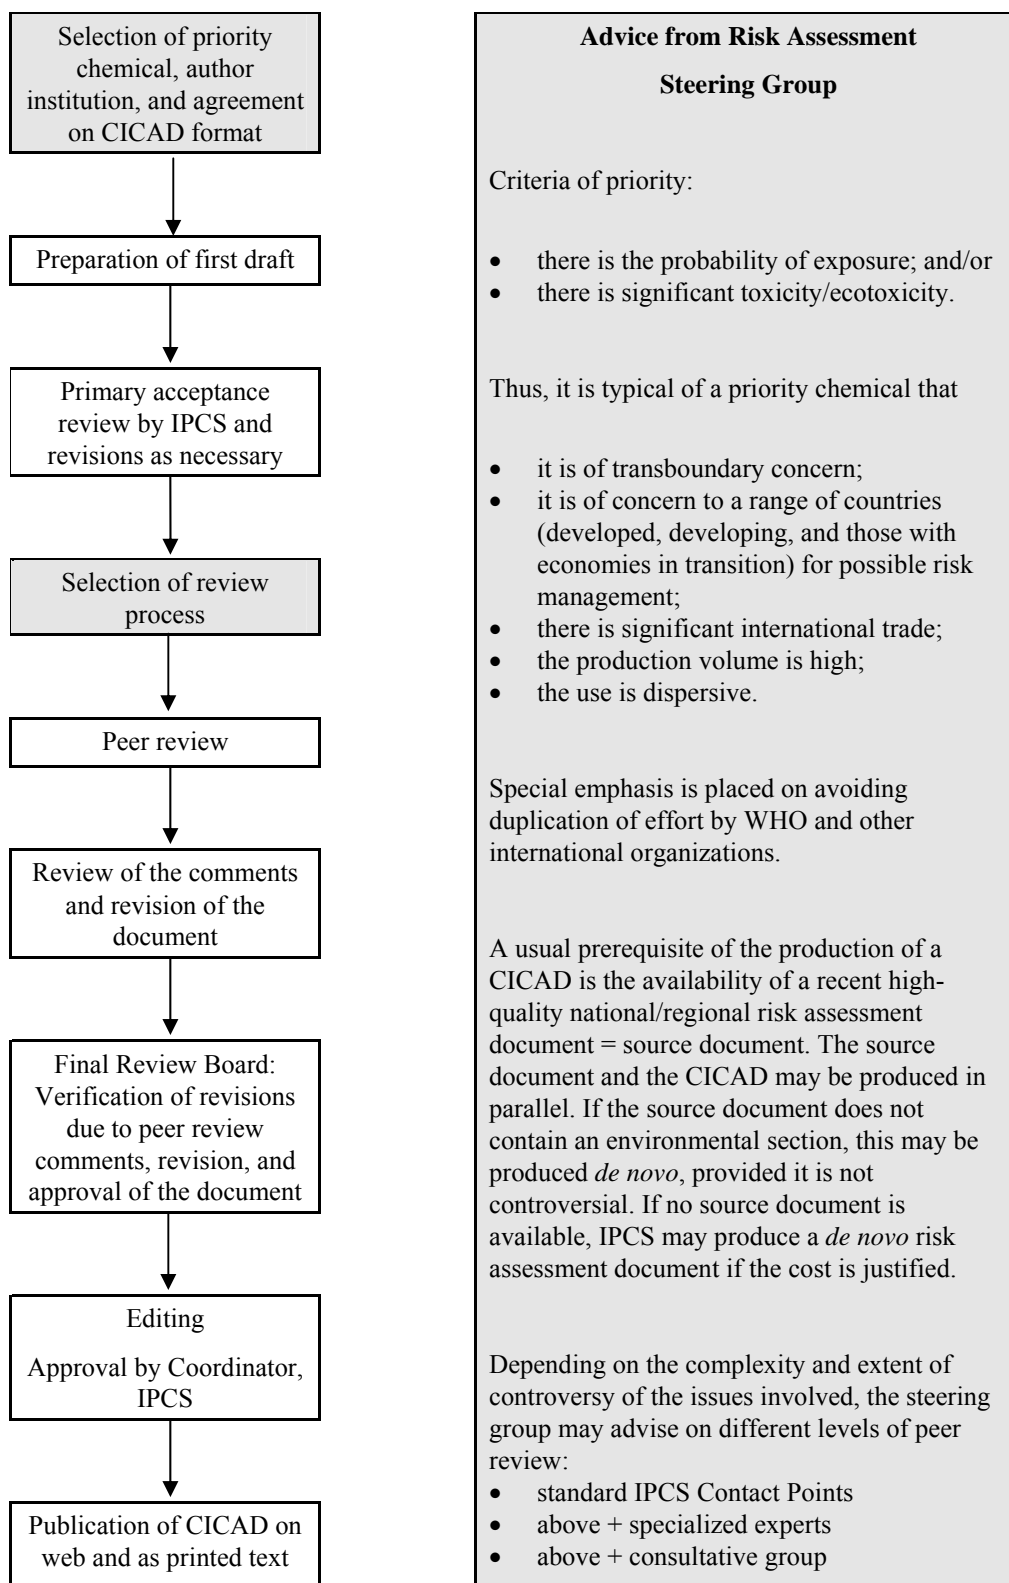 Selection of priority
chemical, author
institution, and agreement
on CICAD format
Preparation of first draft
Primary acceptance
review by IPCS and
revisions as necessary
Selection of review
process
Peer review
Review of the comments
and revision of the
document
Final Review Board:
Verification of revisions
due to peer review
comments, revision, and
approval of the document
Editing
Approval by Coordinator,
IPCS
Publication of CICAD on
web and as printed text
Advice from Risk Assessment
Steering Group
Criteria of priority:
• there is the probability of exposure; and/or
• there is significant toxicity/ecotoxicity.
Thus, it is typical of a priority chemical that
• it is of transboundary concern;
• it is of concern to a range of countries
(developed, developing, and those with
economies in transition) for possible risk
management;
• there is significant international trade;
• the production volume is high;
• the use is dispersive.
Special emphasis is placed on avoiding
duplication of effort by WHO and other
international organizations.
A usual prerequisite of the production of a
CICAD is the availability of a recent high-
quality national/regional risk assessment
document = source document. The source
document and the CICAD may be produced in
parallel. If the source document does not
contain an environmental section, this may be
produced de novo, provided it is not
controversial. If no source document is
available, IPCS may produce a de novo risk
assessment document if the cost is justified.
Depending on the complexity and extent of
controversy of the issues involved, the steering
group may advise on different levels of peer
review:
• standard IPCS Contact Points
• above + specialized experts
• above + consultative group